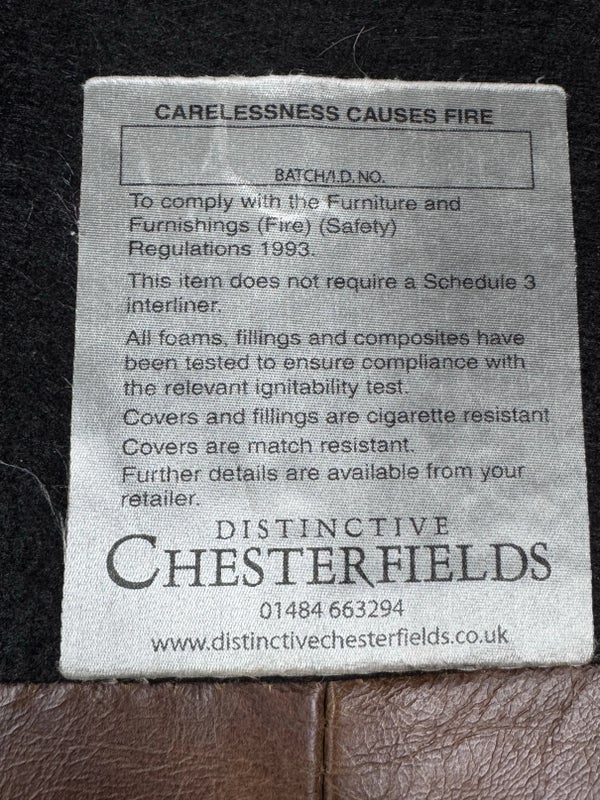 CARELESSNESS CAUSES FIRE
BATCH/I.D. NO.
To comply with the Furniture and
Furnishings (Fire) (Safety)
Regulations 1993.
This item does not require a Schedule 3
interliner.
All foams, fillings and composites have
been tested to ensure compliance with
the relevant ignitability test.
Covers and fillings are cigarette resistant
Covers are match resistant.
Further details are available from your
retailer.
DISTINCTIVE
CHESTERFIELDS
01484 663294
www.distinctivechesterfields.co.uk